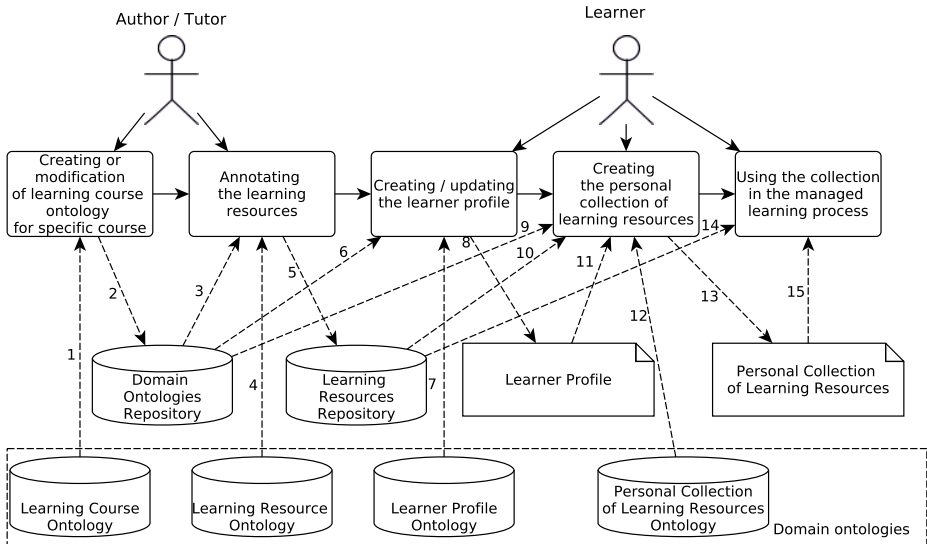 Author / Tutor
Learner
Creating or
modification
of learning course
ontology
for specific course
Annotating
the learning
resources
Creating / updating
the learner profile
Creating
the personal
collection of
learning resources
Using the collection
in the managed
learning process
1
2
3
4
5
6
7
8
9
10
11
12
13
14
15
Domain
Ontologies
Repository
Learning
Resources
Repository
Learner Profile
Personal Collection
of Learning Resources
Learning Course
Ontology
Learning Resource
Ontology
Learner Profile
Ontology
Personal Collection
of Learning Resources
Ontology
Domain ontologies